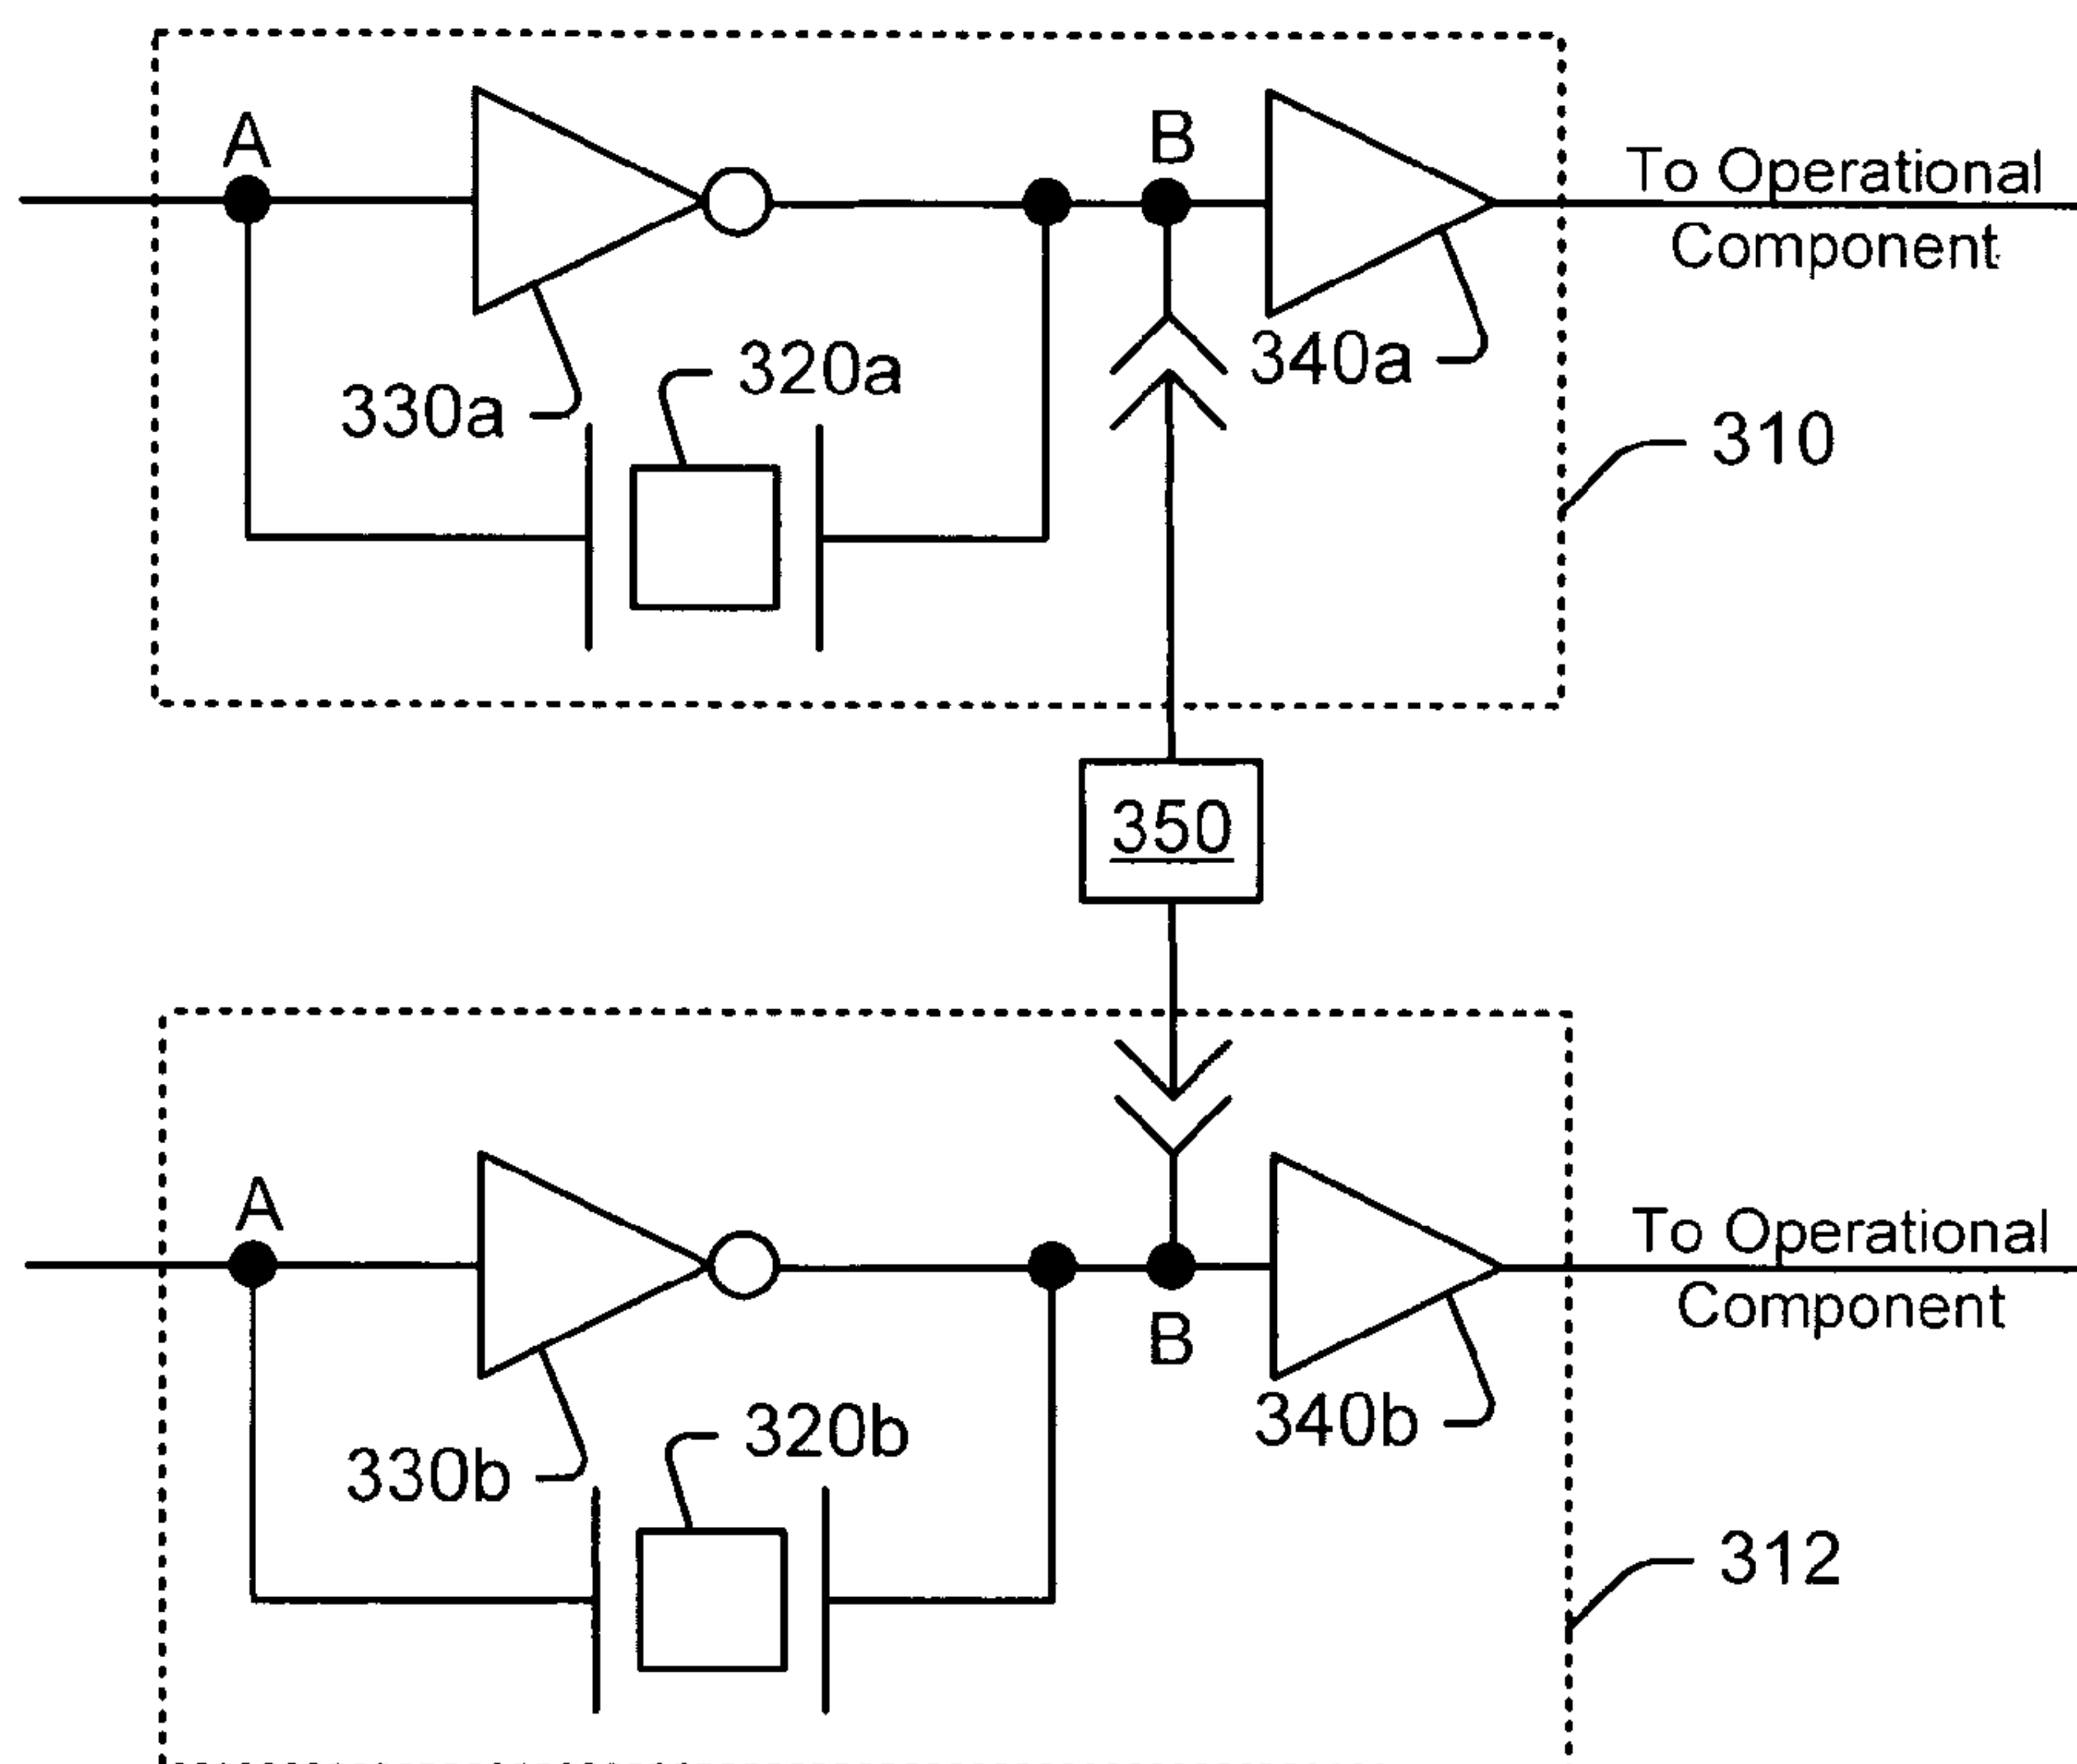 A
B
To Operational
Component
340a
320a
330a
310
350
A
B
To Operational
Component
340b
320b
330b
312